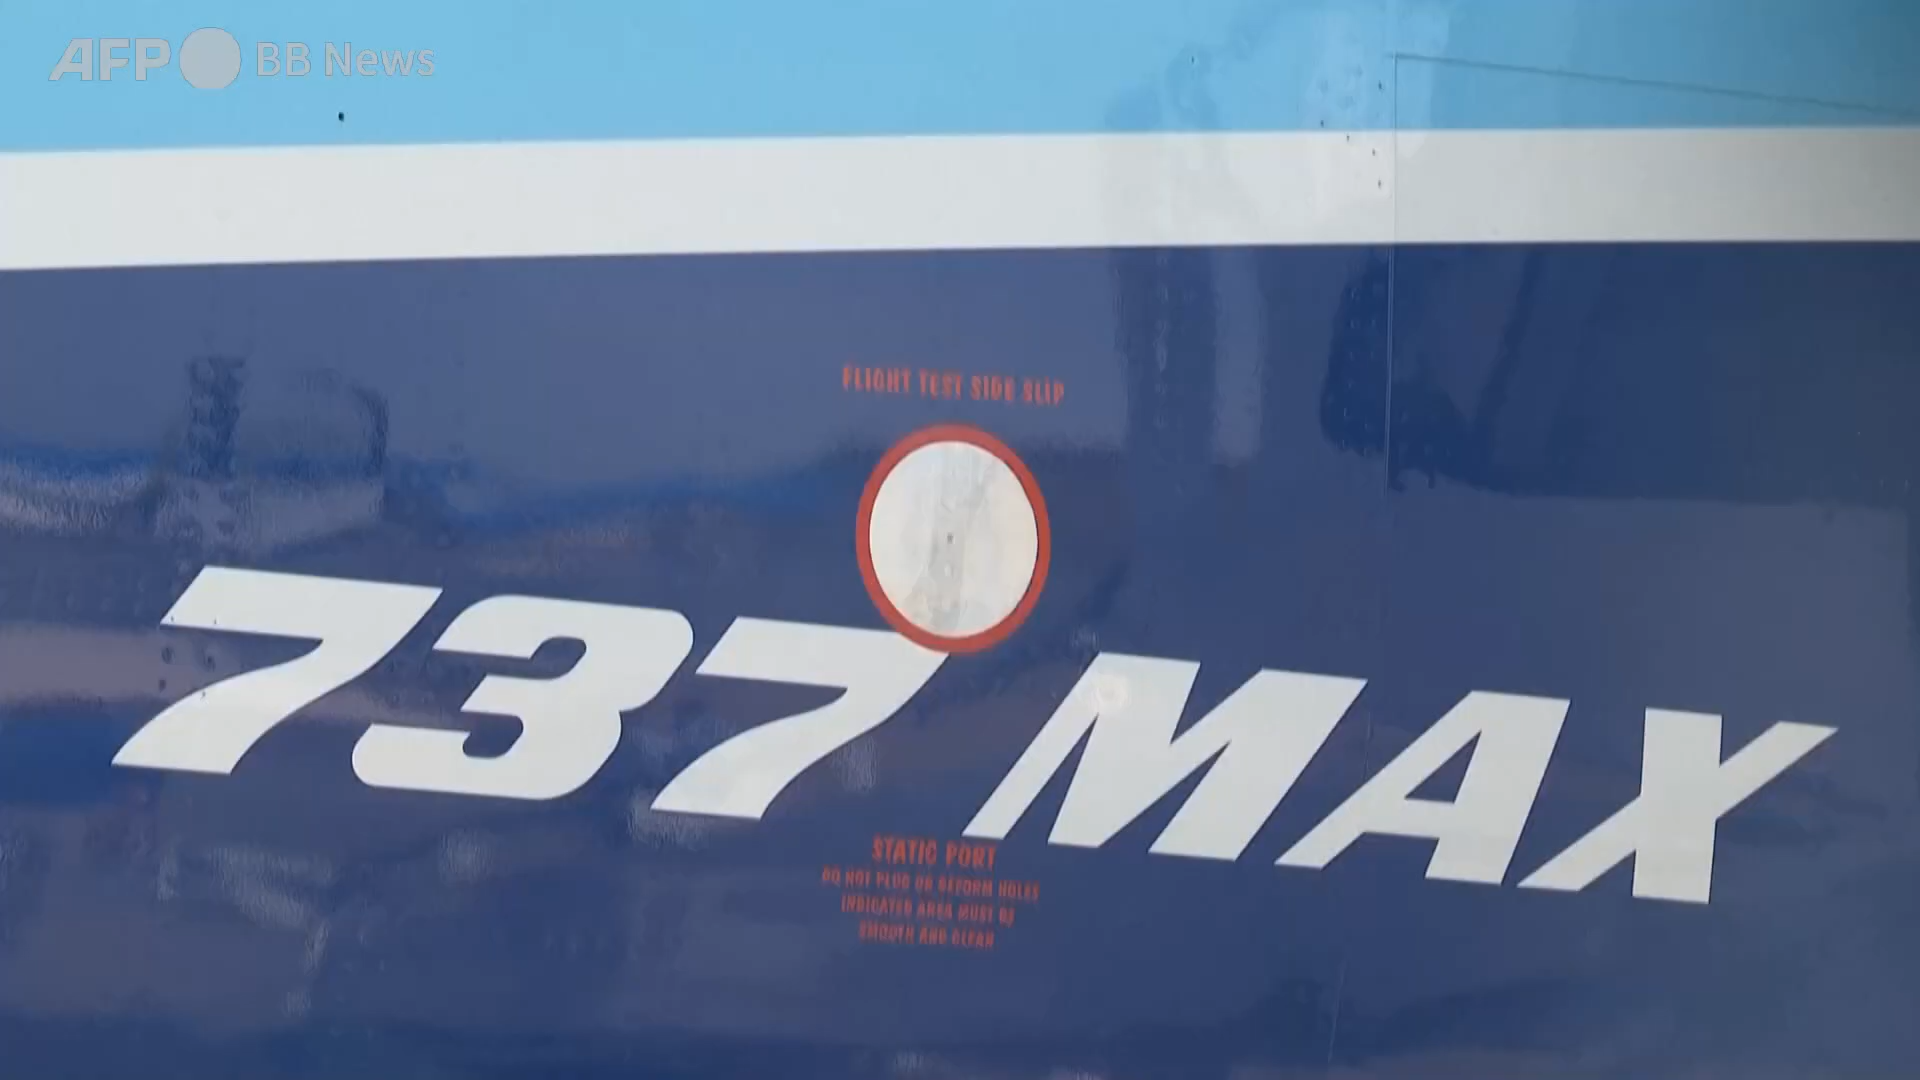 AFP BB News
FLIGHT TEST SIDE SLIP
737 MAX
STATIC PORT
DO NOT PLUG OR DEFORM HOLES
INDICATED AREA MUST BE
SMOOTH AND CLEAN